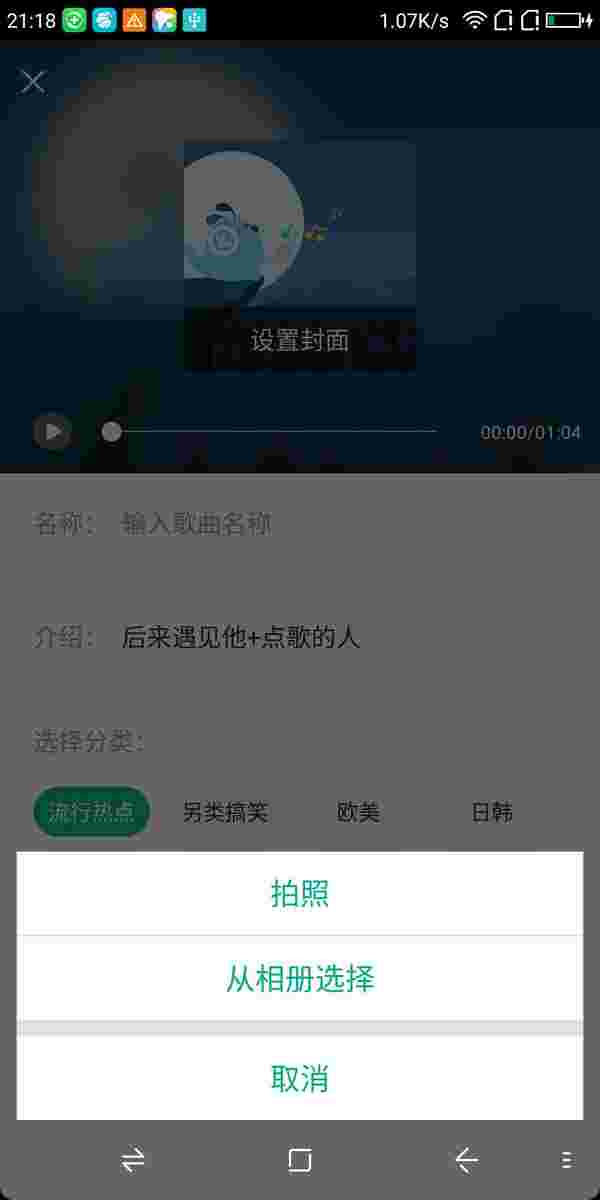 21:18
1.07K/s
设置封面
00:00/01:04
名称： 输入歌曲名称
介绍： 后来遇见他+点歌的人
选择分类：
流行热点 另类搞笑 欧美 日韩
拍照
从相册选择
取消